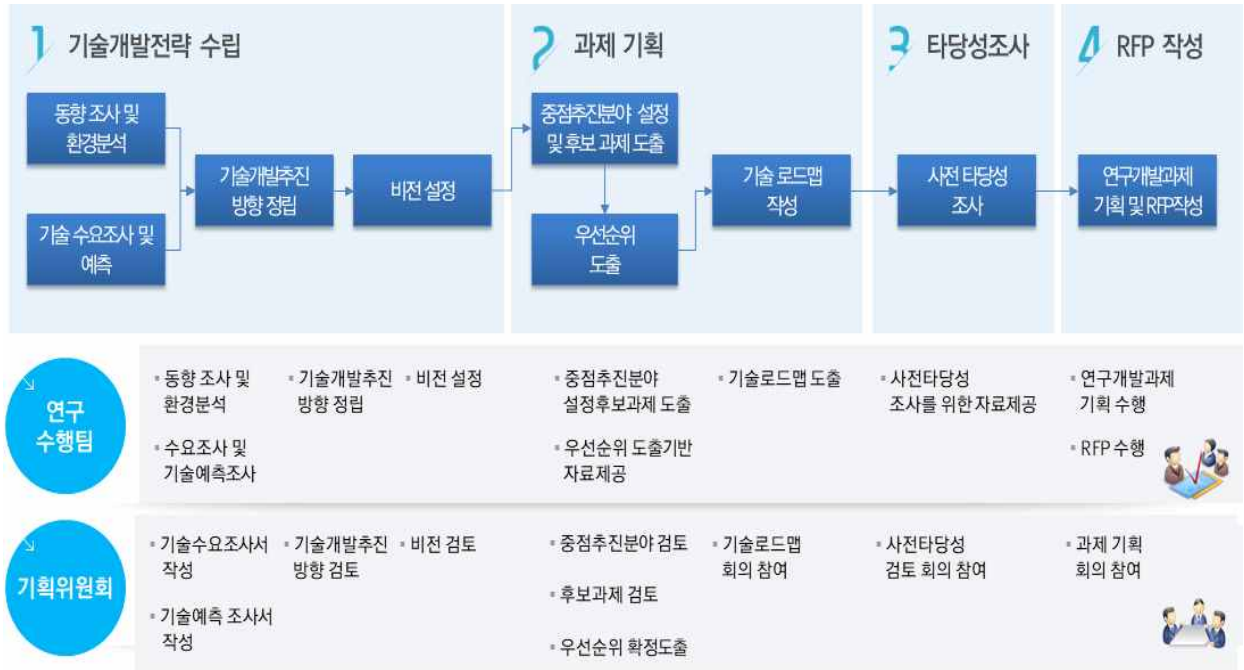 1 기술개발전략 수립
2 과제 기획
3 타당성조사
4 RFP 작성
동향 조사 및
환경분석
기술 수요조사 및
예측
기술개발추진
방향 정립
비전 설정
중점추진분야 설정
및 후보 과제 도출
우선순위
도출
기술 로드맵
작성
사전 타당성
조사
연구개발과제
기획 및 RFP작성
연구
수행팀
▪ 동향 조사 및
환경분석
▪ 수요조사 및
기술예측조사
▪ 기술개발추진
방향 정립
▪ 비전 설정
▪ 중점추진분야
설정후보과제 도출
▪ 우선순위 도출기반
자료제공
▪ 기술로드맵 도출
▪ 사전타당성
조사를 위한 자료제공
▪ 연구개발과제
기획 수행
▪ RFP 수행
기획위원회
▪ 기술수요조사서
작성
▪ 기술예측 조사서
작성
▪ 기술개발추진
방향 검토
▪ 비전 검토
▪ 중점추진분야 검토
▪ 후보과제 검토
▪ 우선순위 확정도출
▪ 기술로드맵
회의 참여
▪ 사전타당성
검토 회의 참여
▪ 과제 기획
회의 참여